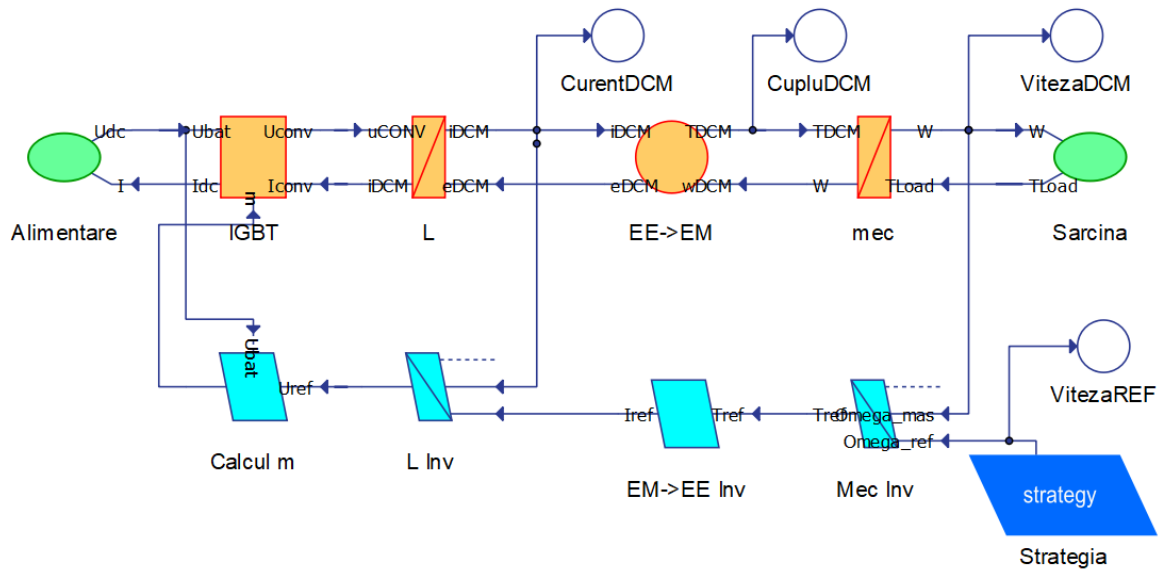 CurentDCM
CupluDCM
VitezaDCM
Udc
Ubat
Uconv
uCONV
iDCM
iDCM
TDCM
TDCM
W
W
I
Idc
Iconv
iDCM
eDCM
eDCM
wDCM
W
TLoad
TLoad
m
Alimentare
IGBT
L
EE->EM
mec
Sarcina
Ubat
Uref
Iref
Tref
Tref
Omega_mas
Omega_ref
VitezaREF
Calcul m
L Inv
EM->EE Inv
Mec Inv
strategy
Strategia